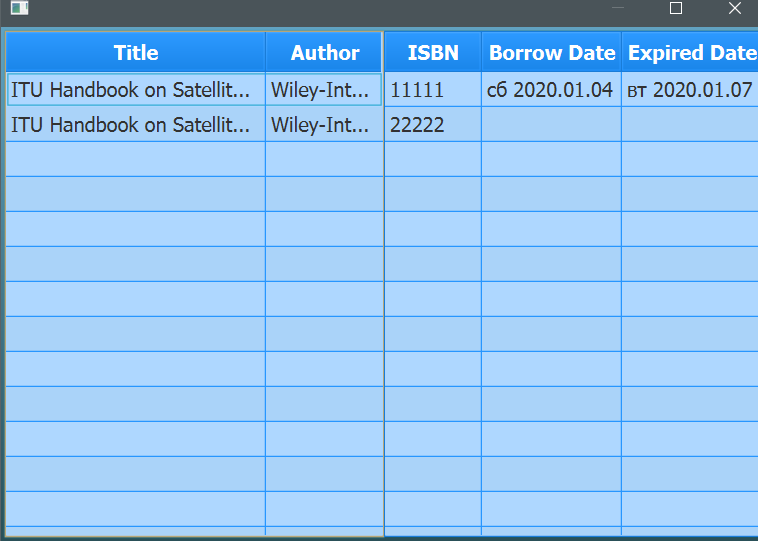 Title Author ISBN Borrow Date Expired Date
ITU Handbook on Satellit... Wiley-Int... 11111 сб 2020.01.04 вт 2020.01.07
ITU Handbook on Satellit... Wiley-Int... 22222